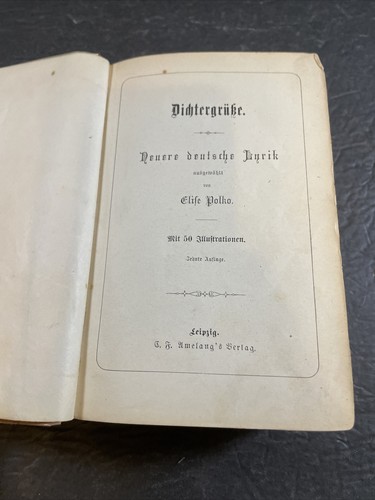 Dichtergrüße.
Neuere deutsche Lyrik
ausgewählt
von
Elise Polko.
Mit 50 Illustrationen.
Zehnte Auflage.
Leipzig.
C. F. Amelang's Verlag.